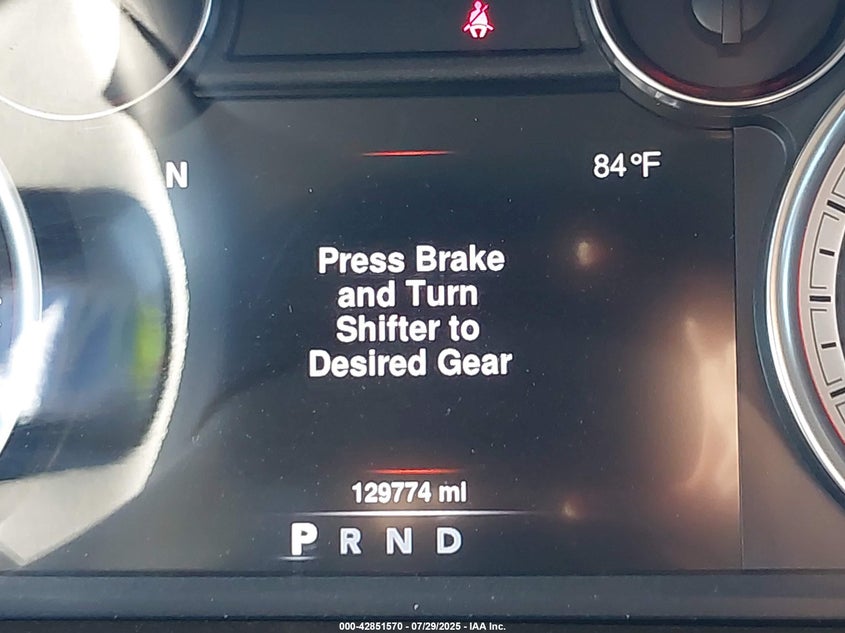 N
84°F
Press Brake
and Turn
Shifter to
Desired Gear
129774 mi
P R N D
000-42851570 - 07/29/2025 - IAA Inc.